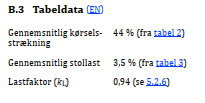 B.3 Tabeldata (EN)
Gennemsnitlig kørsels- 44 % (fra tabel 2)
strækning
Gennemsnitlig stollast 3,5 % (fra tabel 3)
Lastfaktor (kL) 0,94 (se 5.2.6)